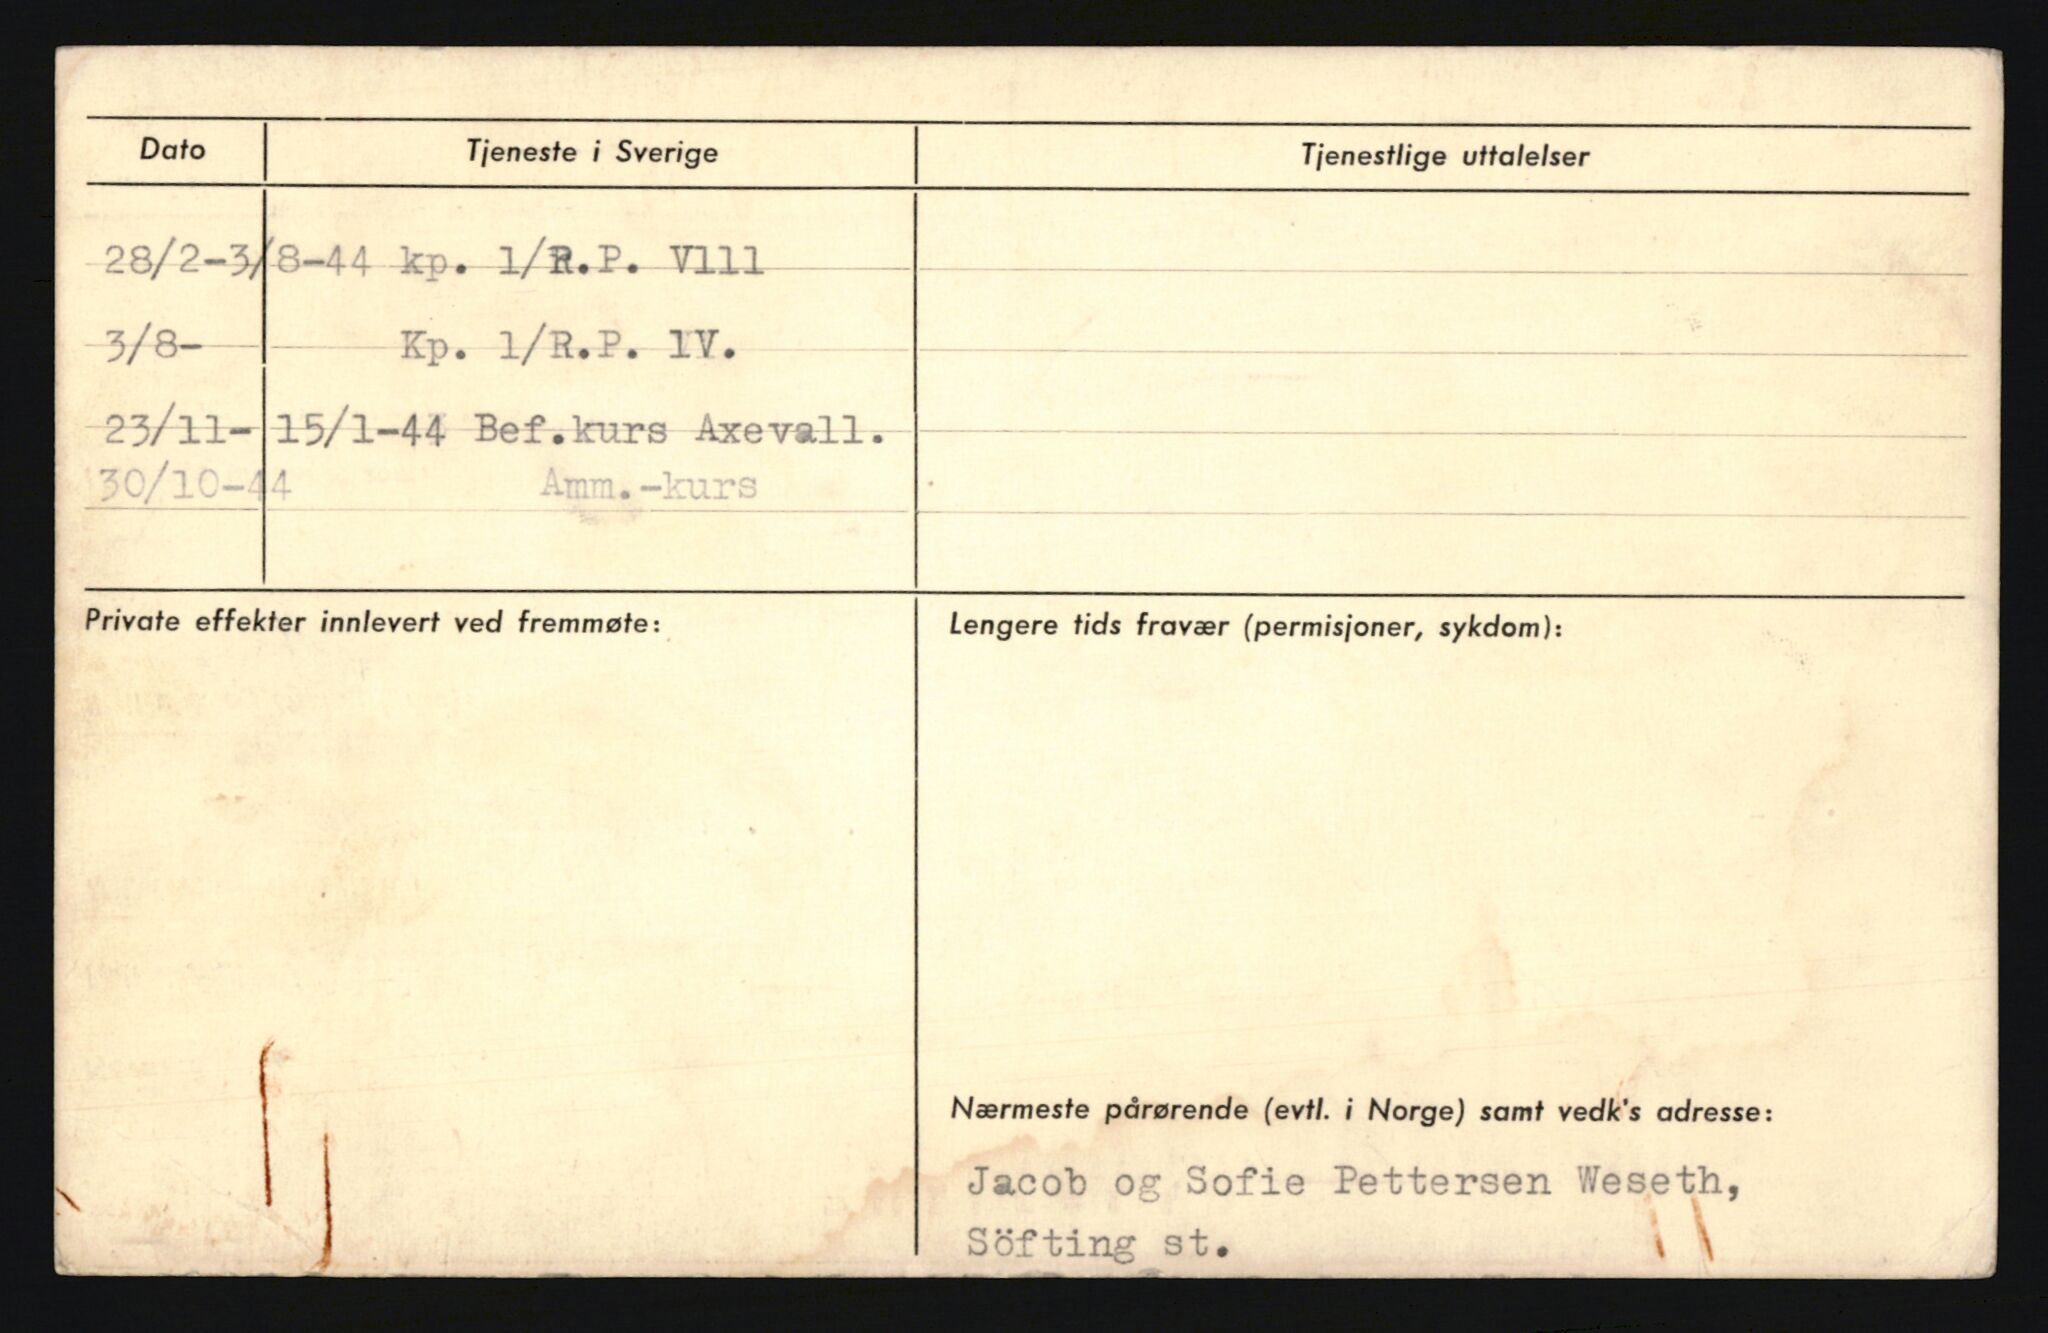 Dato Tjeneste i Sverige Tjenestlige uttalelser
28/2-3/8-44 kp. 1/R.P. Vlll
3/8- Kp. 1/R.P. lV.
23/11- 15/1-44 Bef.kurs Axevall.
30/10-44 Amm.-kurs
Private effekter innlevert ved fremmøte:
Lengere tids fravær (permisjoner, sykdom):
Nærmeste pårørende (evtl. i Norge) samt vedk's adresse:
Jacob og Sofie Pettersen Weseth,
Söfting st.